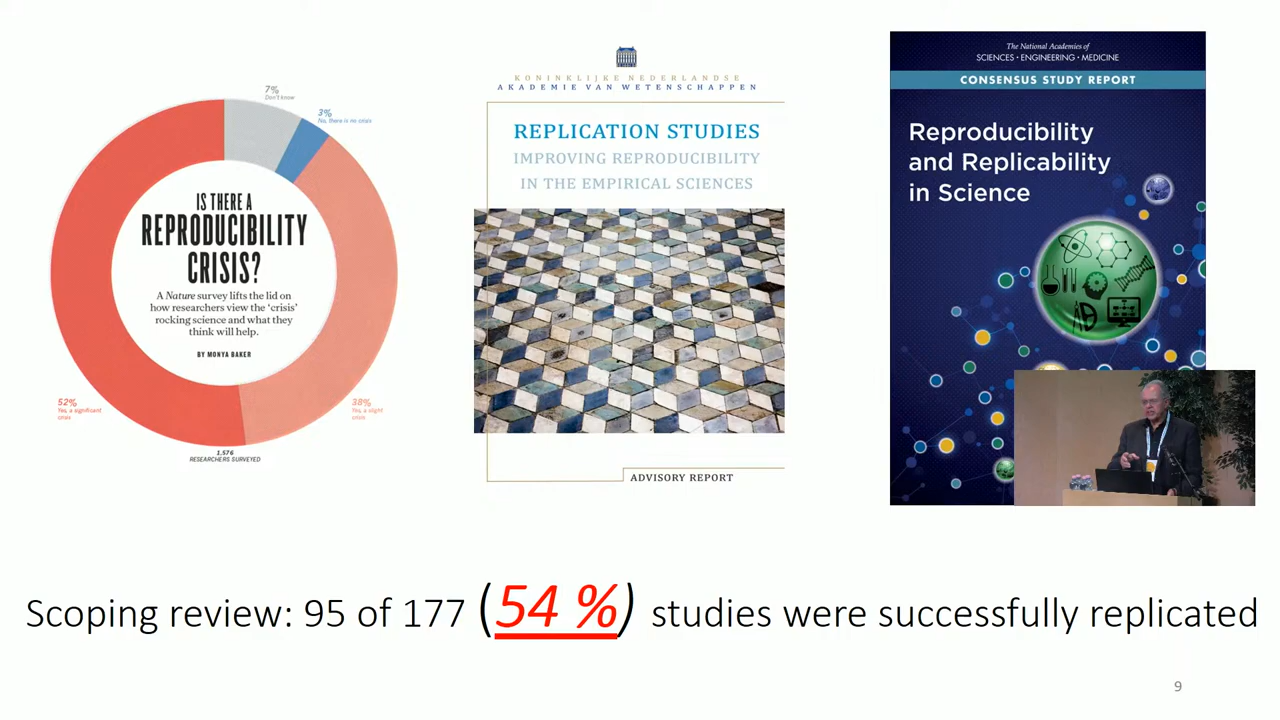 7%
Don't know
3%
No, there is no crisis
IS THERE A
REPRODUCIBILITY
CRISIS?
A Nature survey lifts the lid on
how researchers view the ‘crisis’
rocking science and what they
think will help.
BY MONYA BAKER
52%
Yes, a significant
crisis
38%
Yes, a slight
crisis
1,576
RESEARCHERS SURVEYED
KONINKLIJKE NEDERLANDSE
AKADEMIE VAN WETENSCHAPPEN
REPLICATION STUDIES
IMPROVING REPRODUCIBILITY
IN THE EMPIRICAL SCIENCES
ADVISORY REPORT
The National Academies of
SCIENCES • ENGINEERING • MEDICINE
CONSENSUS STUDY REPORT
Reproducibility
and Replicability
in Science
Scoping review: 95 of 177 (54 %) studies were successfully replicated
9